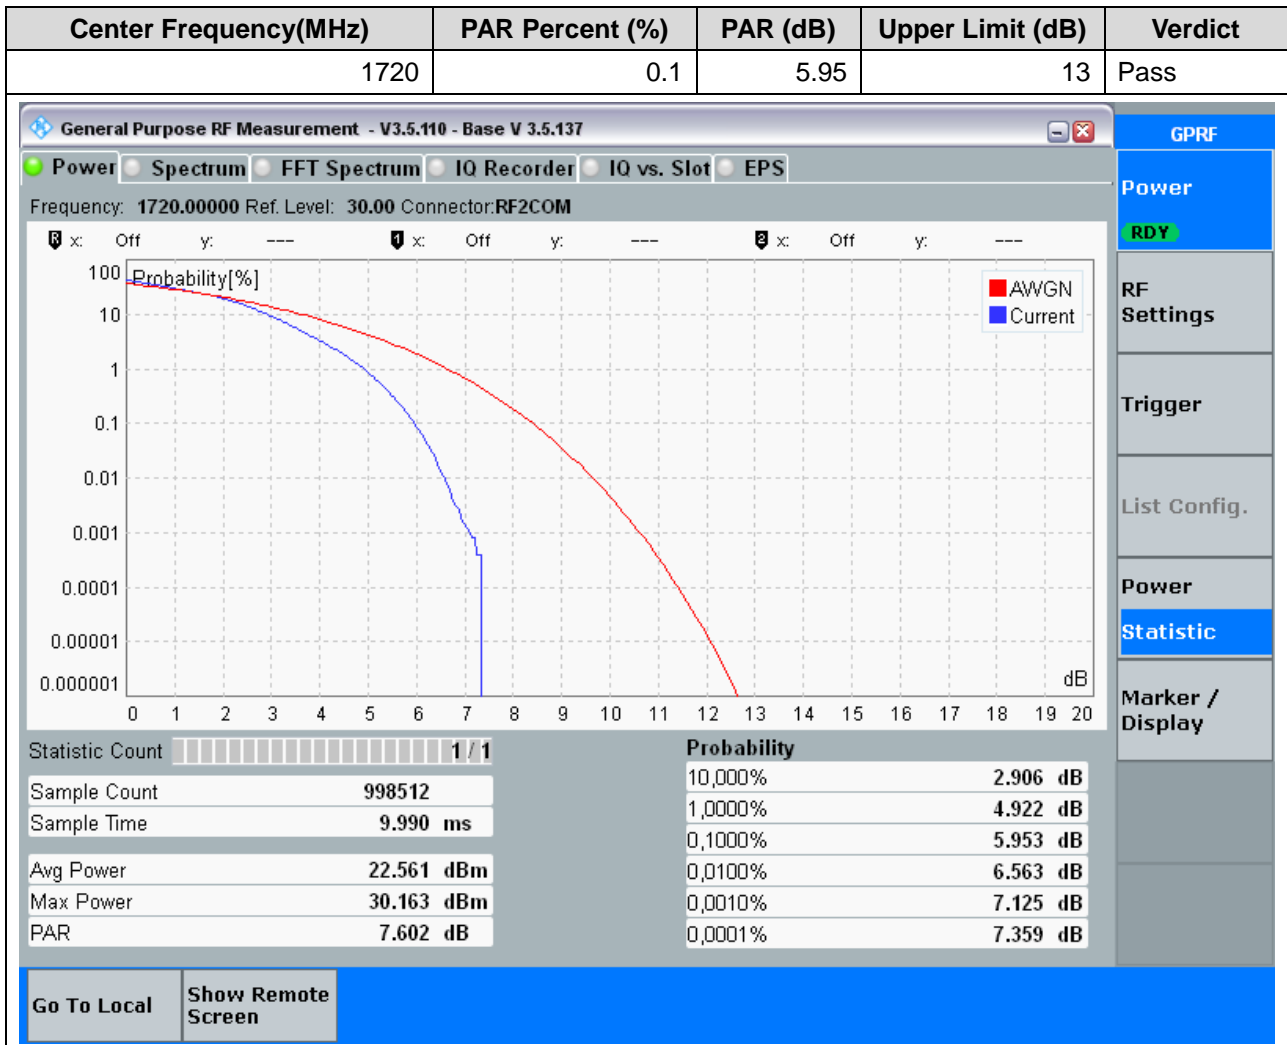 Center Frequency(MHz) PAR Percent (%) PAR (dB) Upper Limit (dB) Verdict
1720 0.1 5.95 13 Pass
General Purpose RF Measurement - V3.5.110 - Base V 3.5.137
GPRF
Power Spectrum FFT Spectrum IQ Recorder IQ vs. Slot EPS
Frequency: 1720.00000 Ref. Level: 30.00 Connector:RF2COM
Power
RDY
R x: Off y: --- 1 x: Off y: --- 2 x: Off y: ---
Probability[%]
AWGN
Current
100
10
1
0.1
0.01
0.001
0.0001
0.00001
0.000001
dB
0 1 2 3 4 5 6 7 8 9 10 11 12 13 14 15 16 17 18 19 20
RF
Settings
Trigger
List Config.
Power
Statistic
Marker /
Display
Statistic Count 1 / 1
Sample Count 998512
Sample Time 9.990 ms
Avg Power 22.561 dBm
Max Power 30.163 dBm
PAR 7.602 dB
Probability
10,000% 2.906 dB
1,0000% 4.922 dB
0,1000% 5.953 dB
0,0100% 6.563 dB
0,0010% 7.125 dB
0,0001% 7.359 dB
Go To Local
Show Remote
Screen